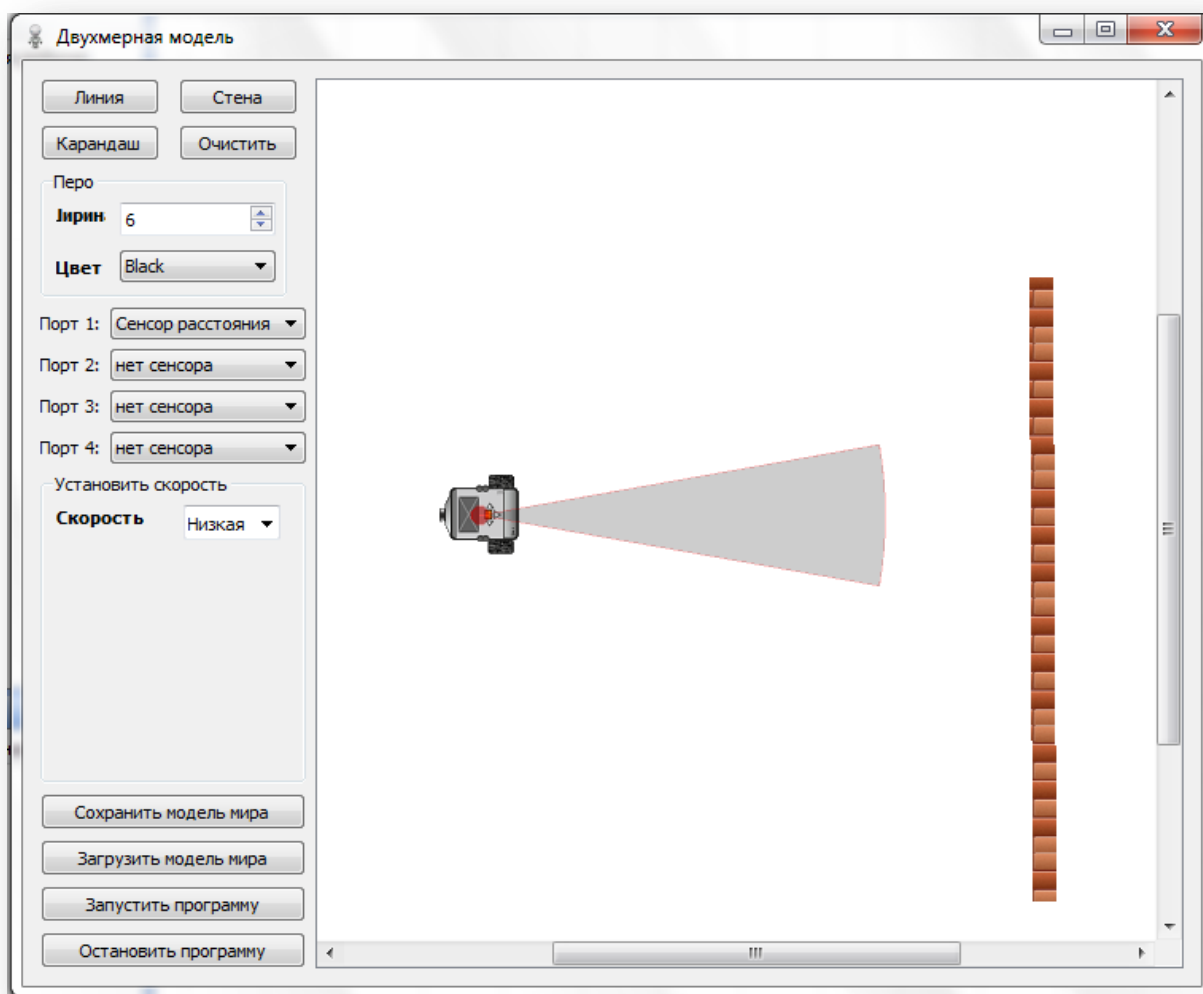 Двухмерная модель
Линия Стена
Карандаш Очистить
Перо
6
Цвет Black
Порт 1: Сенсор расстояния
Порт 2: нет сенсора
Порт 3: нет сенсора
Порт 4: нет сенсора
Установить скорость
Скорость Низкая
Сохранить модель мира
Загрузить модель мира
Запустить программу
Остановить программу